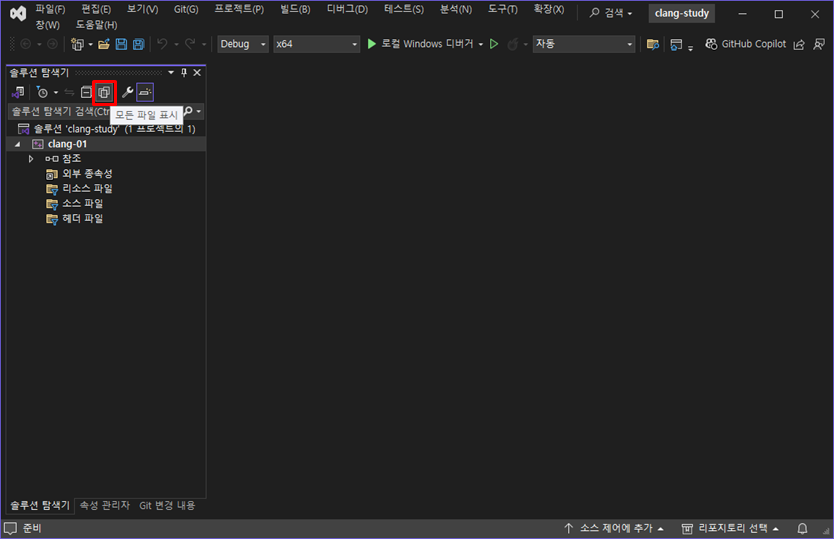 파일(F) 편집(E) 보기(V) Git(G) 프로젝트(P) 빌드(B) 디버그(D) 테스트(S) 분석(N) 도구(T) 확장(X) 검색 clang-study
창(W) 도움말(H)
Debug x64 로컬 Windows 디버거 자동 GitHub Copilot
솔루션 탐색기
솔루션 탐색기 검색(Ctr
모든 파일 표시
솔루션 'clang-study' (1 프로젝트의 1)
clang-01
참조
외부 종속성
리소스 파일
소스 파일
헤더 파일
솔루션 탐색기 속성 관리자 Git 변경 내용
준비 소스 제어에 추가 리포지토리 선택